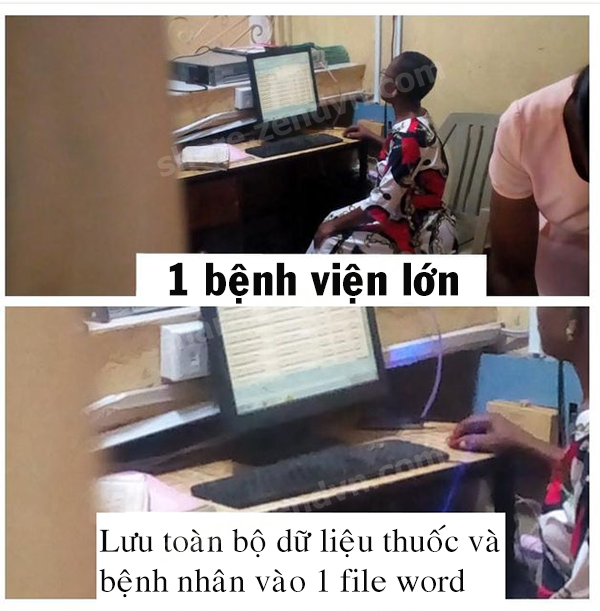 1 bệnh viện lớn
Lưu toàn bộ dữ liệu thuốc và
bệnh nhân vào 1 file word